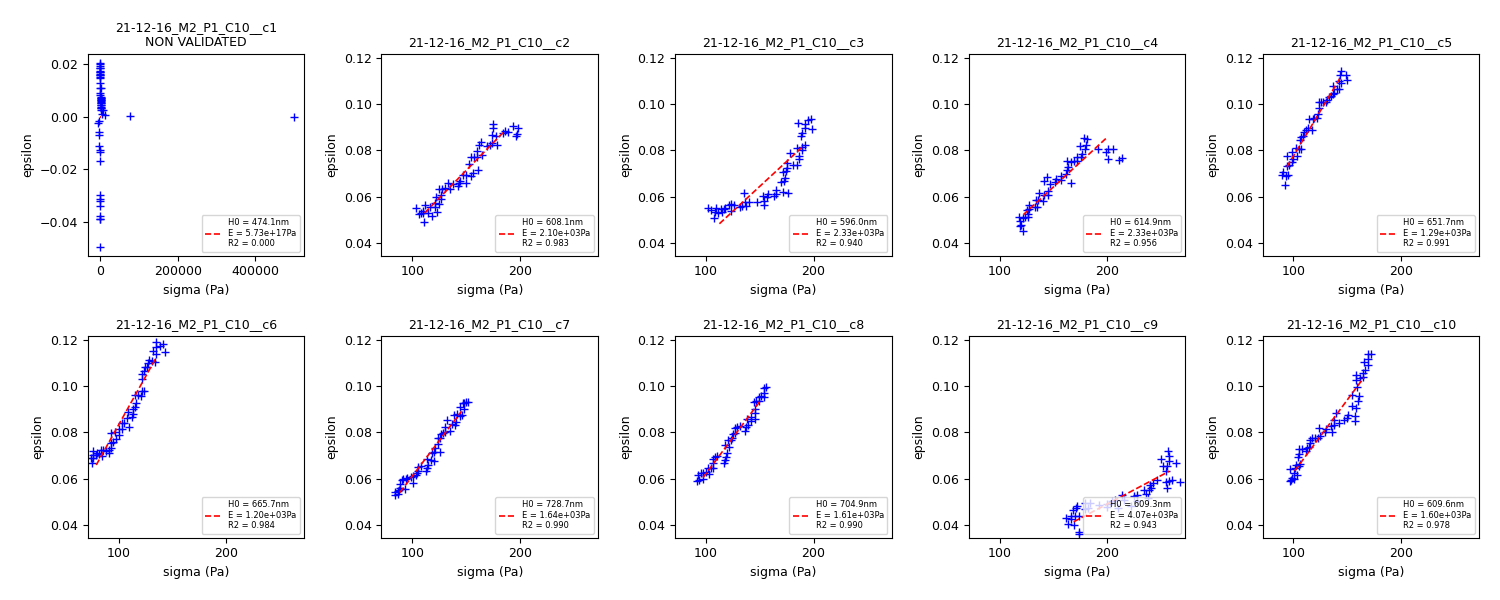 21-12-16_M2_P1_C10__c1
NON VALIDATED
0.02
0.00
−0.02
−0.04
epsilon
0
200000
400000
sigma (Pa)
H0 = 474.1nm
E = 5.73e+17Pa
R2 = 0.000
21-12-16_M2_P1_C10__c2
0.12
0.10
0.08
0.06
0.04
epsilon
100
200
sigma (Pa)
H0 = 608.1nm
E = 2.10e+03Pa
R2 = 0.983
21-12-16_M2_P1_C10__c3
0.12
0.10
0.08
0.06
0.04
epsilon
100
200
sigma (Pa)
H0 = 596.0nm
E = 2.33e+03Pa
R2 = 0.940
21-12-16_M2_P1_C10__c4
0.12
0.10
0.08
0.06
0.04
epsilon
100
200
sigma (Pa)
H0 = 614.9nm
E = 2.33e+03Pa
R2 = 0.956
21-12-16_M2_P1_C10__c5
0.12
0.10
0.08
0.06
0.04
epsilon
100
200
sigma (Pa)
H0 = 651.7nm
E = 1.29e+03Pa
R2 = 0.991
21-12-16_M2_P1_C10__c6
0.12
0.10
0.08
0.06
0.04
epsilon
100
200
sigma (Pa)
H0 = 665.7nm
E = 1.20e+03Pa
R2 = 0.984
21-12-16_M2_P1_C10__c7
0.12
0.10
0.08
0.06
0.04
epsilon
100
200
sigma (Pa)
H0 = 728.7nm
E = 1.64e+03Pa
R2 = 0.990
21-12-16_M2_P1_C10__c8
0.12
0.10
0.08
0.06
0.04
epsilon
100
200
sigma (Pa)
H0 = 704.9nm
E = 1.61e+03Pa
R2 = 0.990
21-12-16_M2_P1_C10__c9
0.12
0.10
0.08
0.06
0.04
epsilon
100
200
sigma (Pa)
H0 = 609.3nm
E = 4.07e+03Pa
R2 = 0.943
21-12-16_M2_P1_C10__c10
0.12
0.10
0.08
0.06
0.04
epsilon
100
200
sigma (Pa)
H0 = 609.6nm
E = 1.60e+03Pa
R2 = 0.978